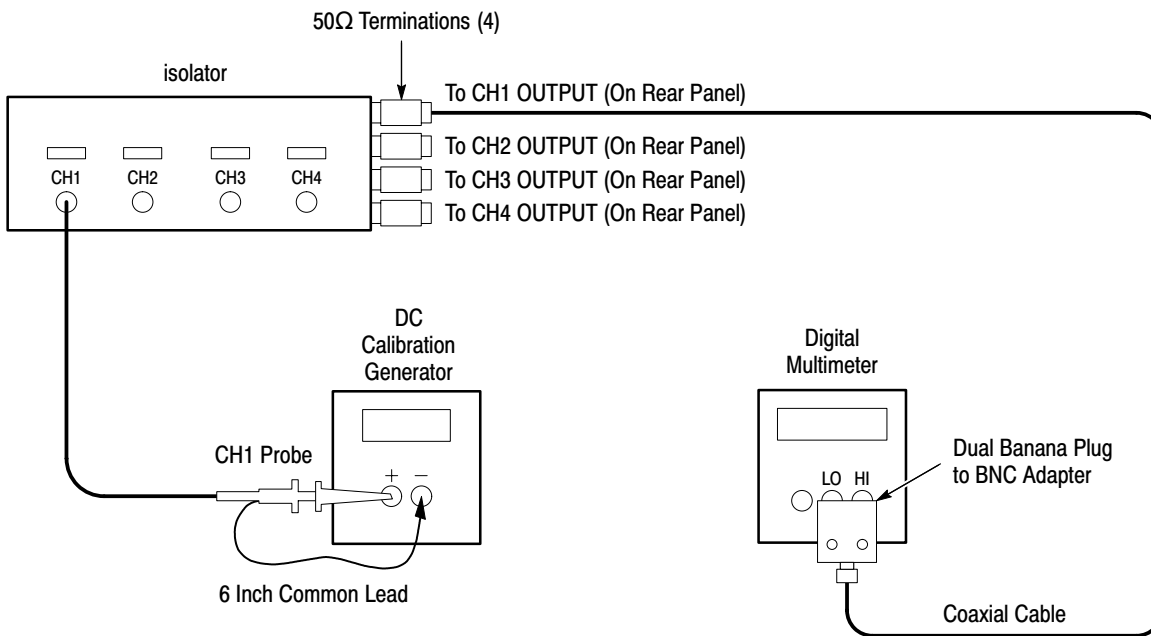 50Ω Terminations (4)
isolator
To CH1 OUTPUT (On Rear Panel)
To CH2 OUTPUT (On Rear Panel)
To CH3 OUTPUT (On Rear Panel)
To CH4 OUTPUT (On Rear Panel)
CH1
CH2
CH3
CH4
DC
Calibration
Generator
CH1 Probe
+
−
6 Inch Common Lead
Digital
Multimeter
LO
HI
Dual Banana Plug
to BNC Adapter
Coaxial Cable